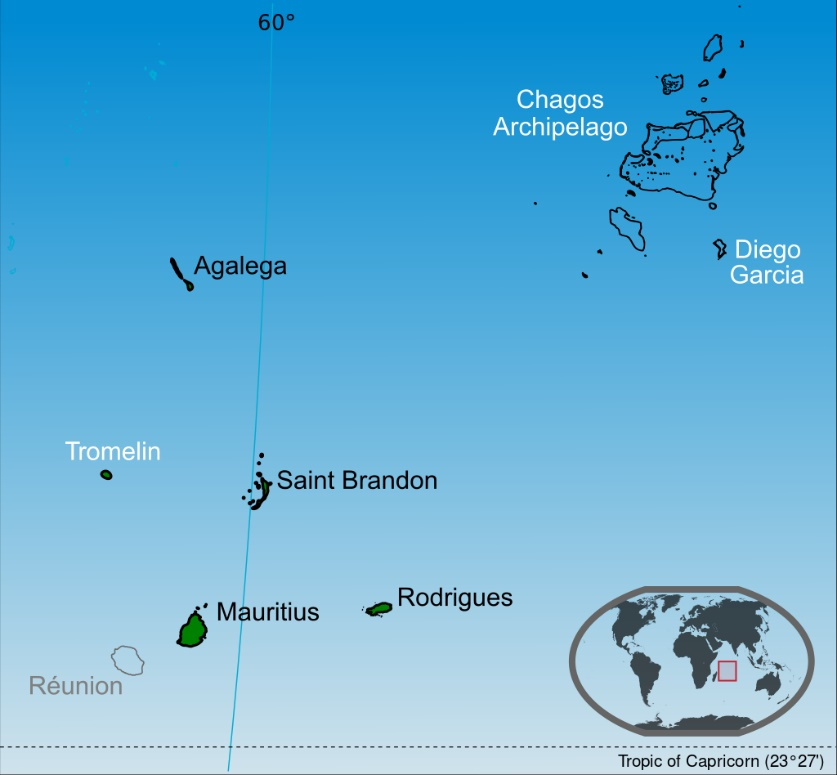 60°
Chagos
Archipelago
Diego
Garcia
Agalega
Tromelin
Saint Brandon
Rodrigues
Mauritius
Réunion
Tropic of Capricorn (23°27')